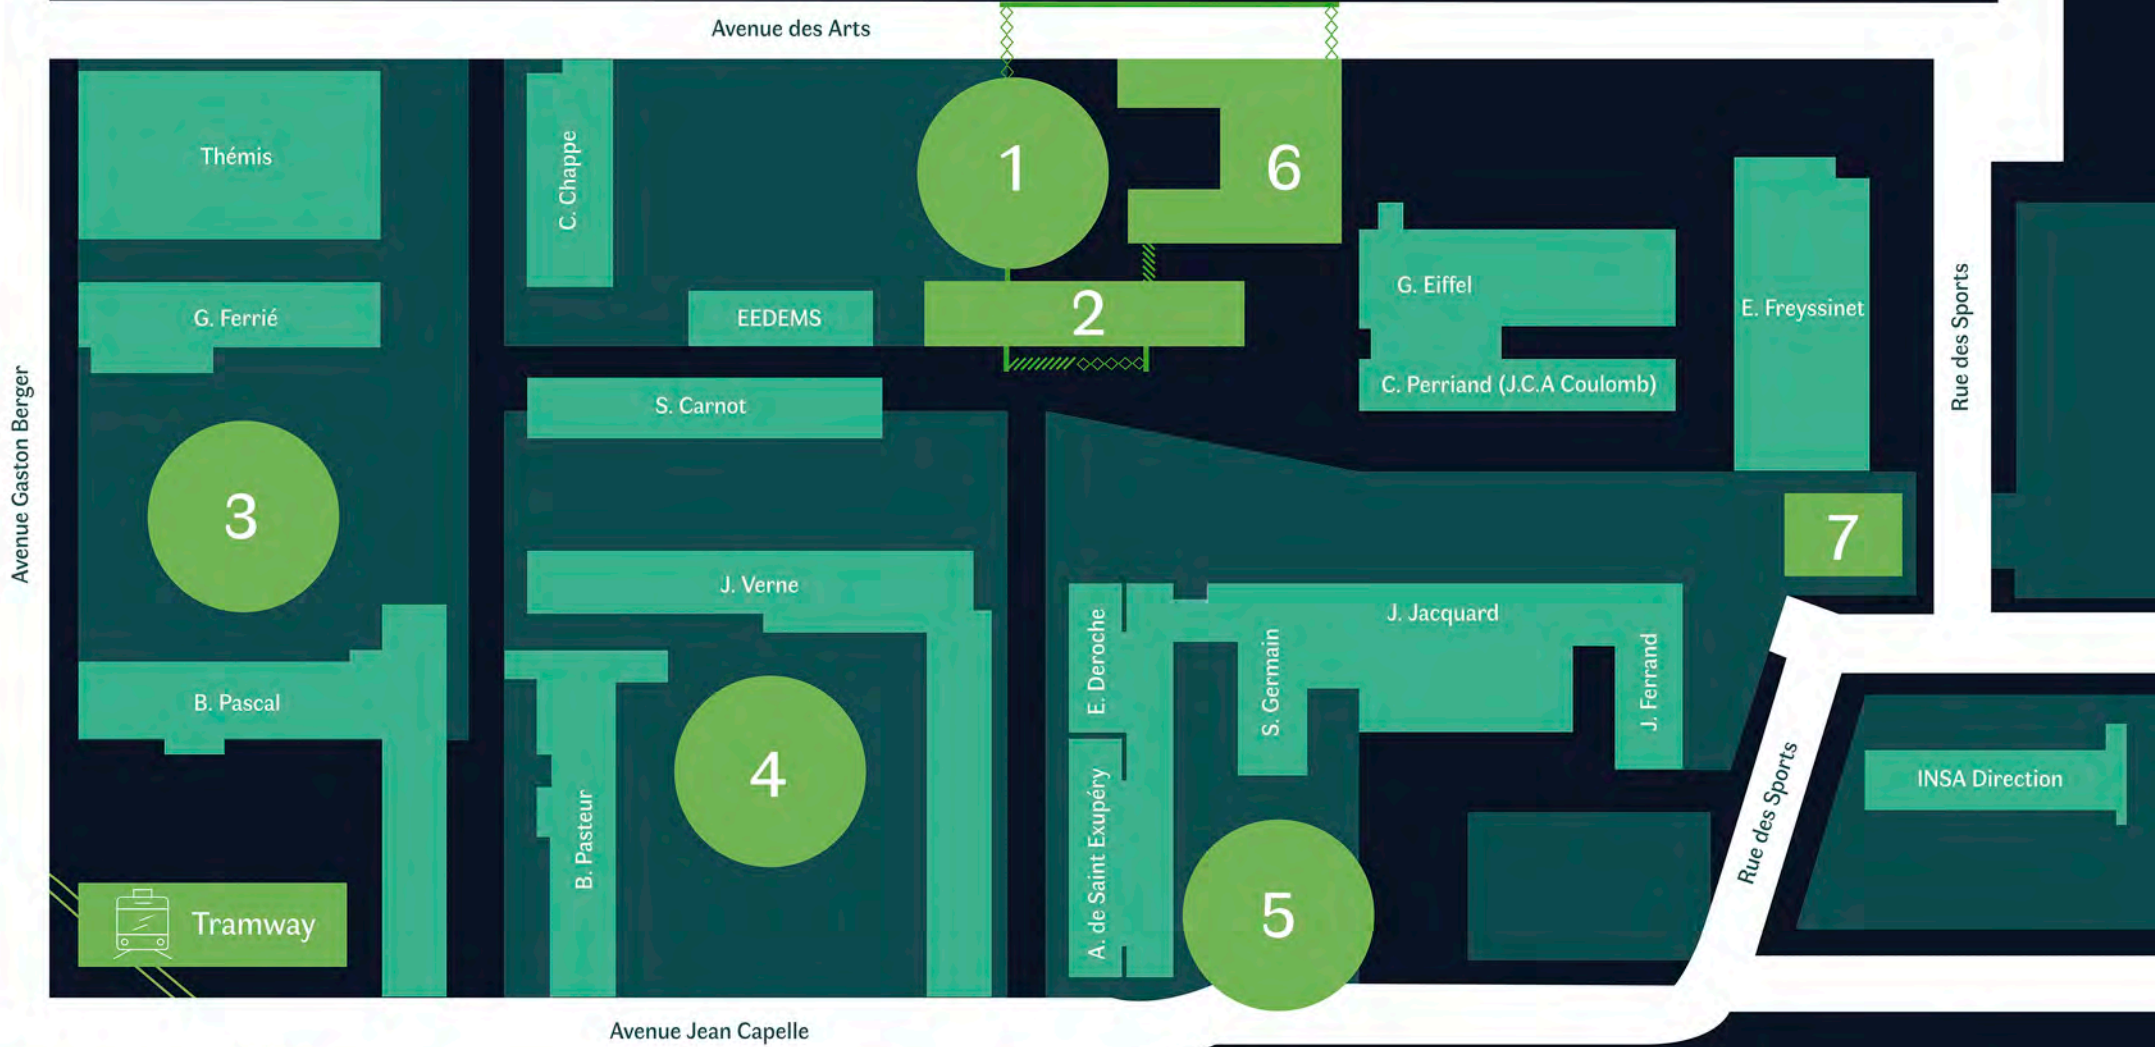 Avenue des Arts
Thémis
C. Chappe
1
6
G. Ferrié
EEDEMS
2
G. Eiffel
E. Freyssinet
Rue des Sports
C. Perriand (J.C.A Coulomb)
S. Carnot
Avenue Gaston Berger
3
7
J. Verne
J. Jacquard
E. Deroche
S. Germain
J. Ferrand
B. Pascal
4
B. Pasteur
A. de Saint Exupéry
5
Rue des Sports
INSA Direction
Tramway
Avenue Jean Capelle